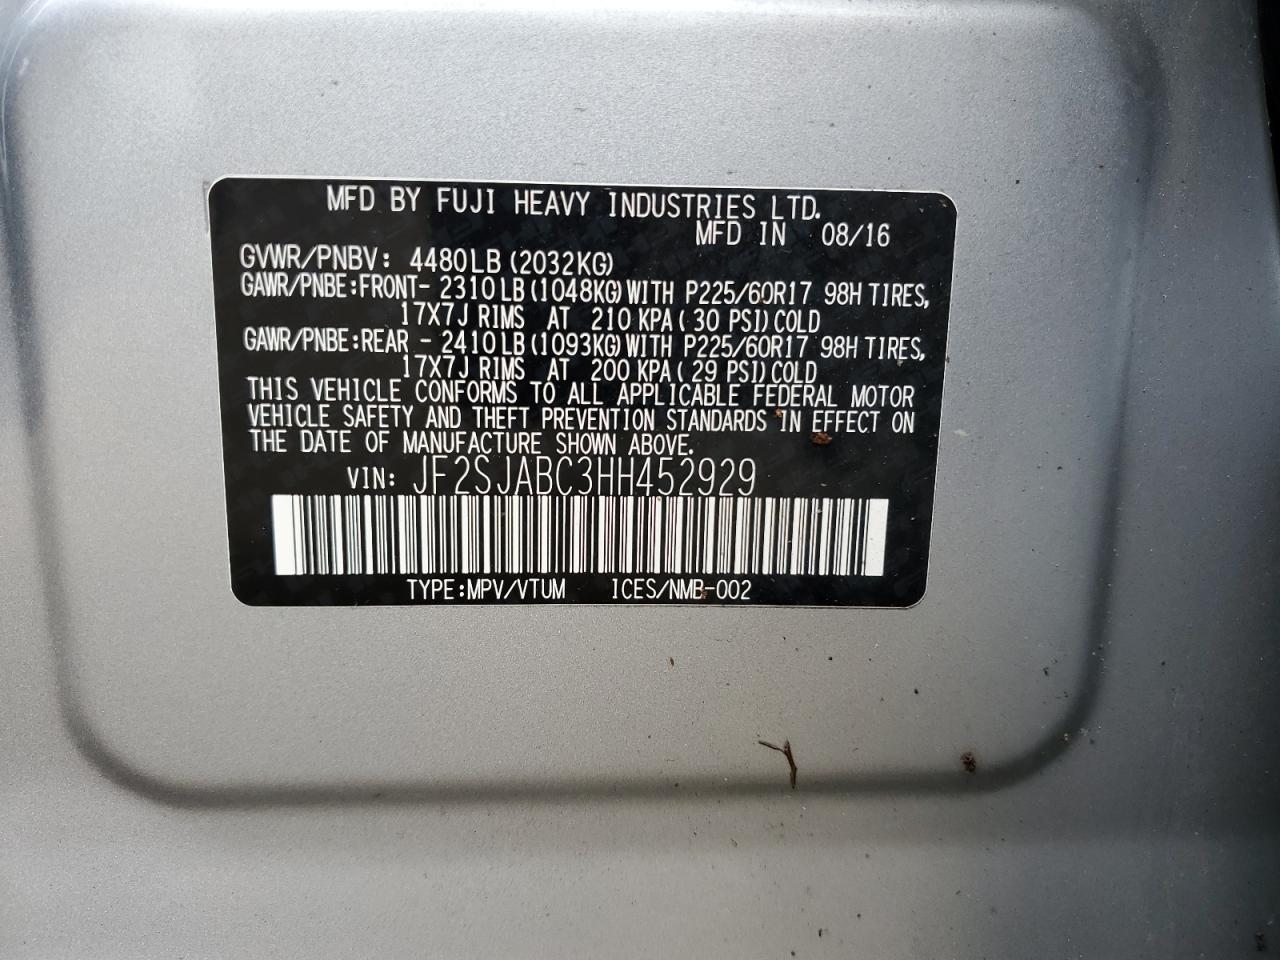 MFD BY FUJI HEAVY INDUSTRIES LTD.
MFD IN 08/16
GVWR/PNBV: 4480LB(2032KG)
GAWR/PNBE:FRONT- 2310LB(1048KG)WITH P225/60R17 98H TIRES,
17X7J RIMS AT 210 KPA( 30 PSI)COLD
GAWR/PNBE:REAR - 2410LB(1093KG)WITH P225/60R17 98H TIRES,
17X7J RIMS AT 200 KPA( 29 PSI)COLD
THIS VEHICLE CONFORMS TO ALL APPLICABLE FEDERAL MOTOR
VEHICLE SAFETY AND THEFT PREVENTION STANDARDS IN EFFECT ON
THE DATE OF MANUFACTURE SHOWN ABOVE.
VIN: JF2SJABC3HH452929
TYPE:MPV/VTUM ICES/NMB-002